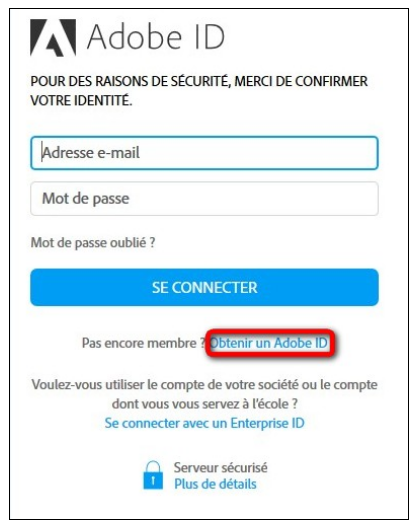 Adobe ID
POUR DES RAISONS DE SÉCURITÉ, MERCI DE CONFIRMER
VOTRE IDENTITÉ.
Adresse e-mail
Mot de passe
Mot de passe oublié ?
SE CONNECTER
Pas encore membre ? Obtenir un Adobe ID
Voulez-vous utiliser le compte de votre société ou le compte
dont vous vous servez à l'école ?
Se connecter avec un Enterprise ID
Serveur sécurisé
Plus de détails